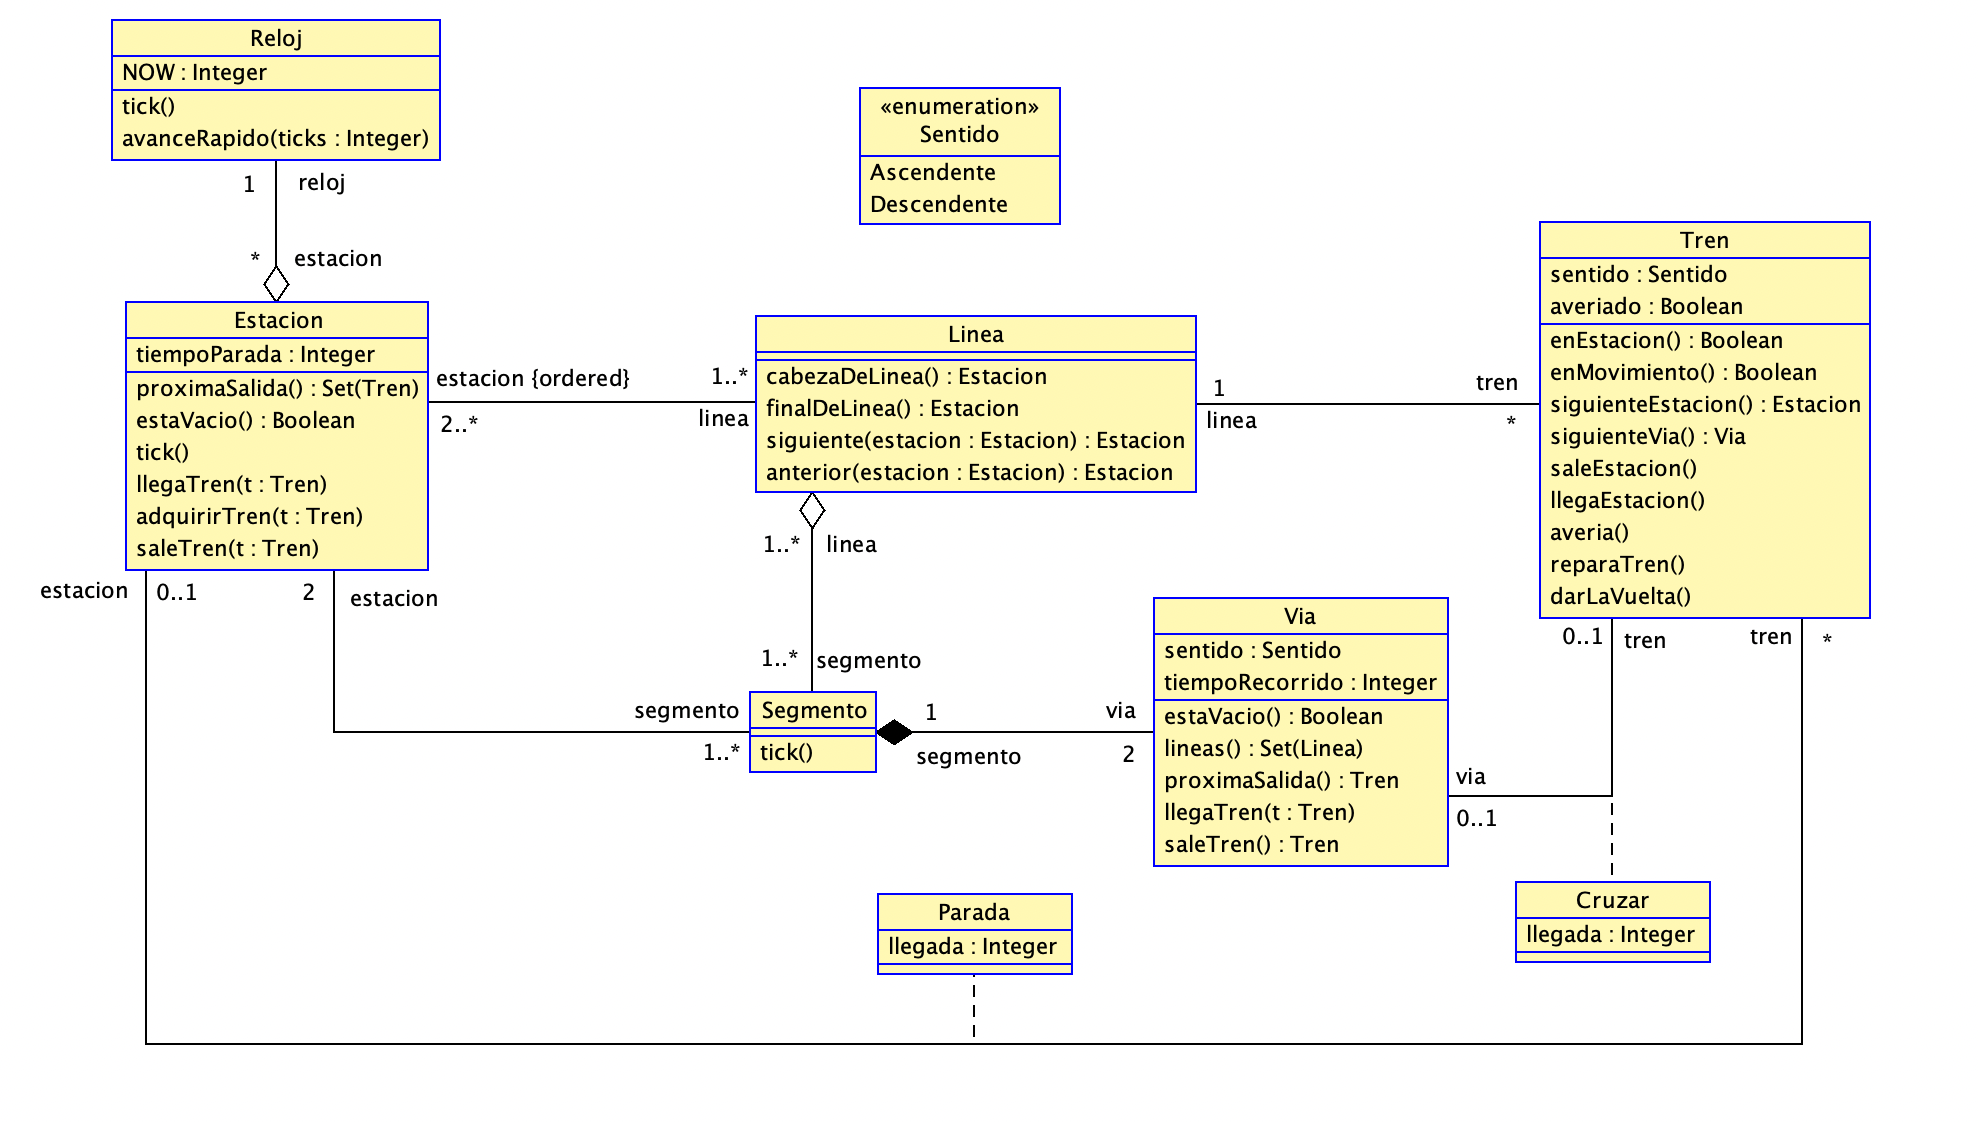 Reloj
NOW : Integer
tick()
avanceRapido(ticks : Integer)
1
reloj
*
estacion
«enumeration»
Sentido
Ascendente
Descendente
Estacion
tiempoParada : Integer
proximaSalida() : Set(Tren)
estaVacio() : Boolean
tick()
llegaTren(t : Tren)
adquirirTren(t : Tren)
saleTren(t : Tren)
estacion {ordered}
2..*
1..*
linea
Linea
cabezaDeLinea() : Estacion
finalDeLinea() : Estacion
siguiente(estacion : Estacion) : Estacion
anterior(estacion : Estacion) : Estacion
1
linea
tren
*
Tren
sentido : Sentido
averiado : Boolean
enEstacion() : Boolean
enMovimiento() : Boolean
siguienteEstacion() : Estacion
siguienteVia() : Via
saleEstacion()
llegaEstacion()
averia()
reparaTren()
darLaVuelta()
estacion
0..1
2
estacion
1..*
linea
1..*
segmento
segmento
1..*
Segmento
tick()
1
segmento
via
2
Via
sentido : Sentido
tiempoRecorrido : Integer
estaVacio() : Boolean
lineas() : Set(Linea)
proximaSalida() : Tren
llegaTren(t : Tren)
saleTren() : Tren
0..1
tren
tren
*
via
0..1
Parada
llegada : Integer
Cruzar
llegada : Integer